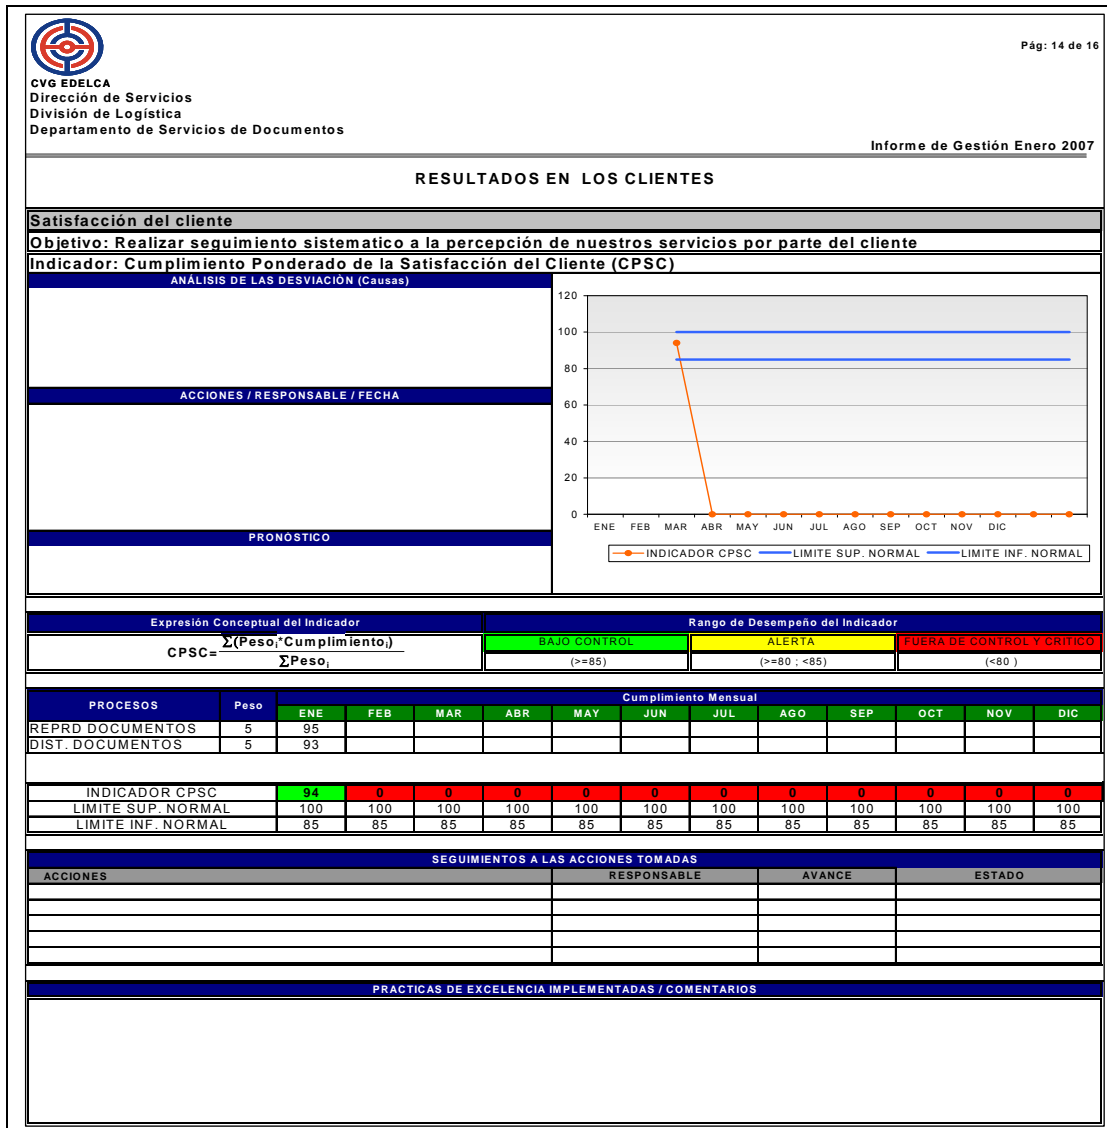 Pág: 14 de 16
CVG EDELCA
Dirección de Servicios
División de Logística
Departamento de Servicios de Documentos
Informe de Gestión Enero 2007
RESULTADOS EN LOS CLIENTES
Satisfacción del cliente
Objetivo: Realizar seguimiento sistematico a la percepción de nuestros servicios por parte del cliente
Indicador: Cumplimiento Ponderado de la Satisfacción del Cliente (CPSC)
ANÁLISIS DE LAS DESVIACIÒN (Causas)
ACCIONES / RESPONSABLE / FECHA
PRONÓSTICO
120
100
80
60
40
20
0
ENE FEB MAR ABR MAY JUN JUL AGO SEP OCT NOV DIC
INDICADOR CPSC LIMITE SUP. NORMAL LIMITE INF. NORMAL
Expresión Conceptual del Indicador Rango de Desempeño del Indicador
CPSC= Σ(Pesoᵢ*Cumplimientoᵢ)
ΣPesoᵢ
BAJO CONTROL ALERTA FUERA DE CONTROL Y CRITICO
(>=85) (>=80 ; <85) (<80 )
PROCESOS Peso Cumplimiento Mensual
ENE FEB MAR ABR MAY JUN JUL AGO SEP OCT NOV DIC
REPRD DOCUMENTOS 5 95
DIST. DOCUMENTOS 5 93
INDICADOR CPSC 94 0 0 0 0 0 0 0 0 0 0 0
LIMITE SUP. NORMAL 100 100 100 100 100 100 100 100 100 100 100 100
LIMITE INF. NORMAL 85 85 85 85 85 85 85 85 85 85 85 85
SEGUIMIENTOS A LAS ACCIONES TOMADAS
ACCIONES RESPONSABLE AVANCE ESTADO
PRACTICAS DE EXCELENCIA IMPLEMENTADAS / COMENTARIOS